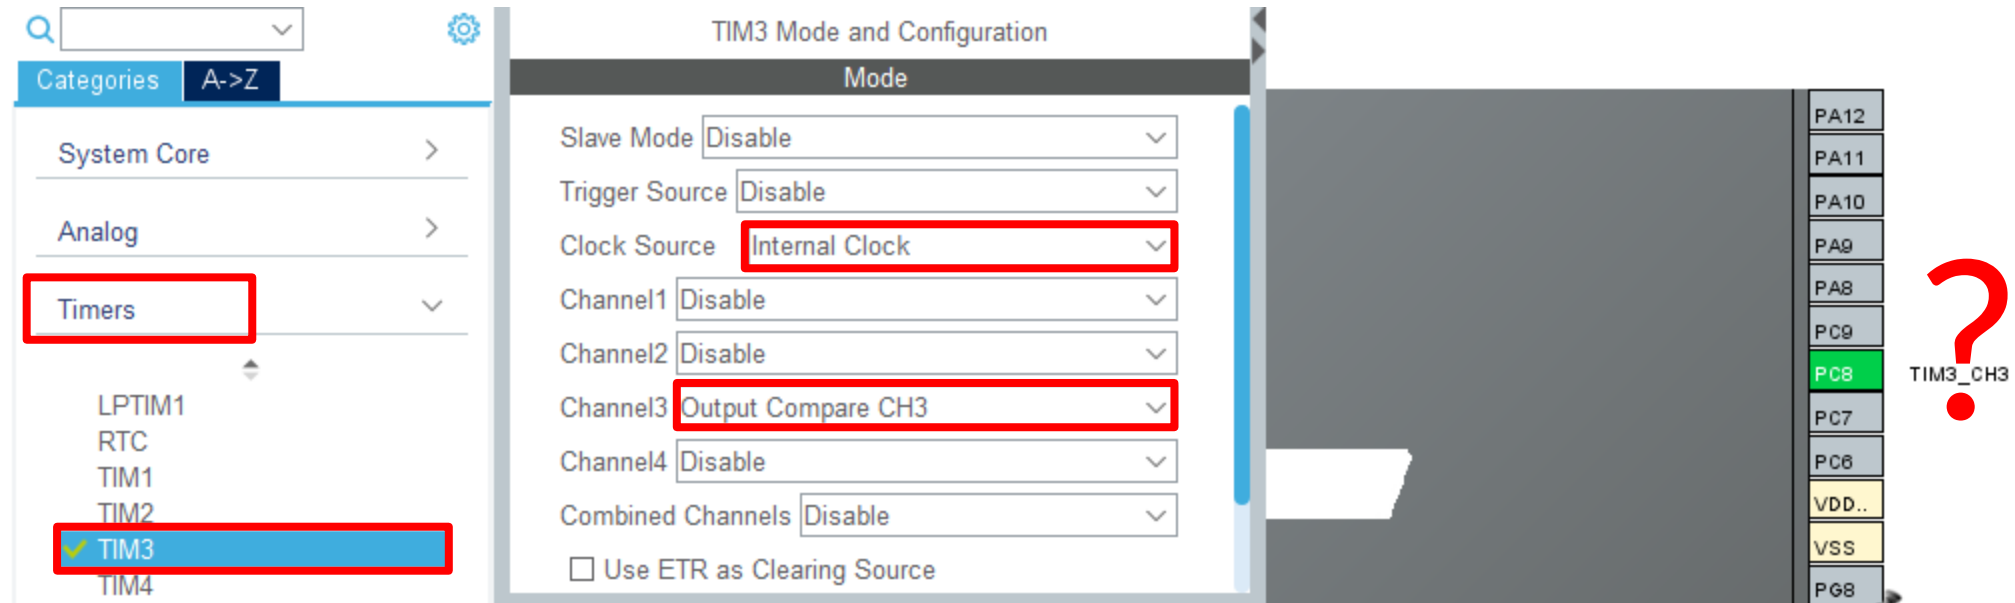 Categories
A->Z
System Core
Analog
Timers
LPTIM1
RTC
TIM1
TIM2
TIM3
TIM4
TIM3 Mode and Configuration
Mode
Slave Mode Disable
Trigger Source Disable
Clock Source Internal Clock
Channel1 Disable
Channel2 Disable
Channel3 Output Compare CH3
Channel4 Disable
Combined Channels Disable
Use ETR as Clearing Source
PA12
PA11
PA10
PA9
PA8
PC9
PC8 TIM3_CH3
PC7
PC6
VDD..
VSS
PG8
?